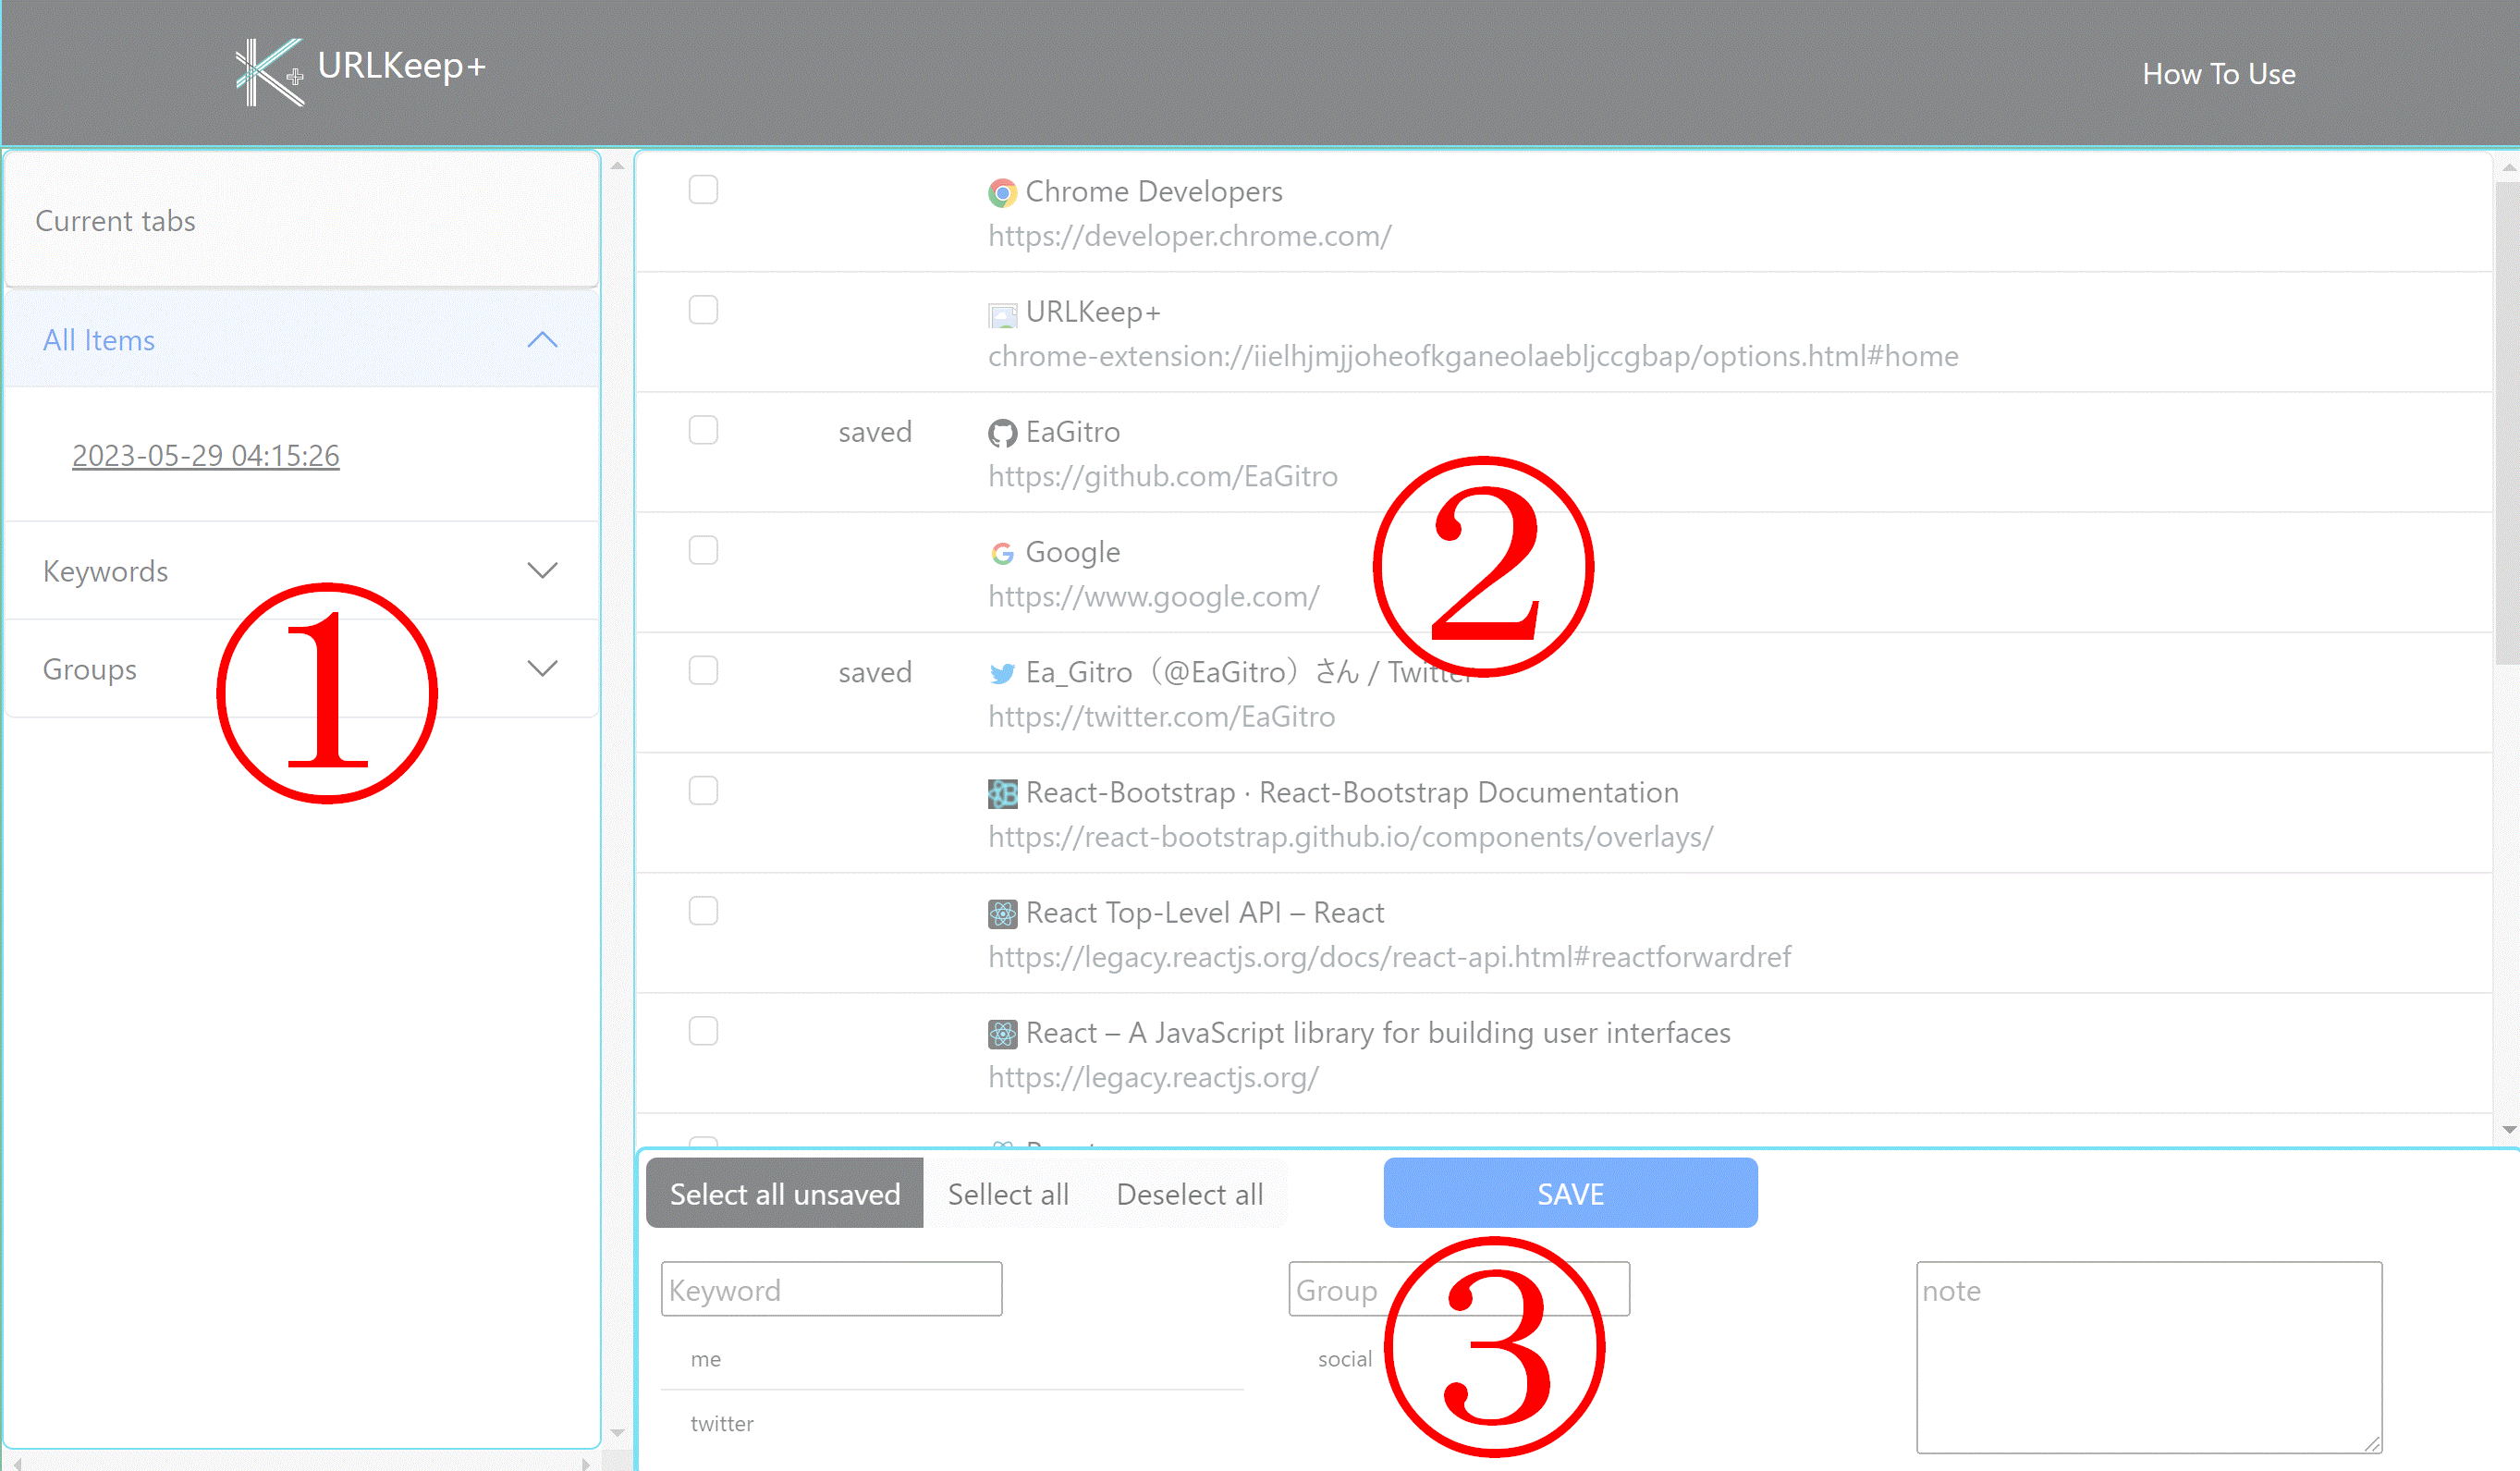 URLKeep+
How To Use
Current tabs
All Items
2023-05-29 04:15:26
Keywords
Groups
①
Chrome Developers
https://developer.chrome.com/
URLKeep+
chrome-extension://iielhjmjjoheofkganeolaebljccgbap/options.html#home
saved
EaGitro
https://github.com/EaGitro
Google
https://www.google.com/
②
saved
Ea_Gitro（@EaGitro）さん / Twitter
https://twitter.com/EaGitro
React-Bootstrap · React-Bootstrap Documentation
https://react-bootstrap.github.io/components/overlays/
React Top-Level API – React
https://legacy.reactjs.org/docs/react-api.html#reactforwardref
React – A JavaScript library for building user interfaces
https://legacy.reactjs.org/
Select all unsaved
Sellect all
Deselect all
SAVE
Keyword
Group
note
③
me
social
twitter